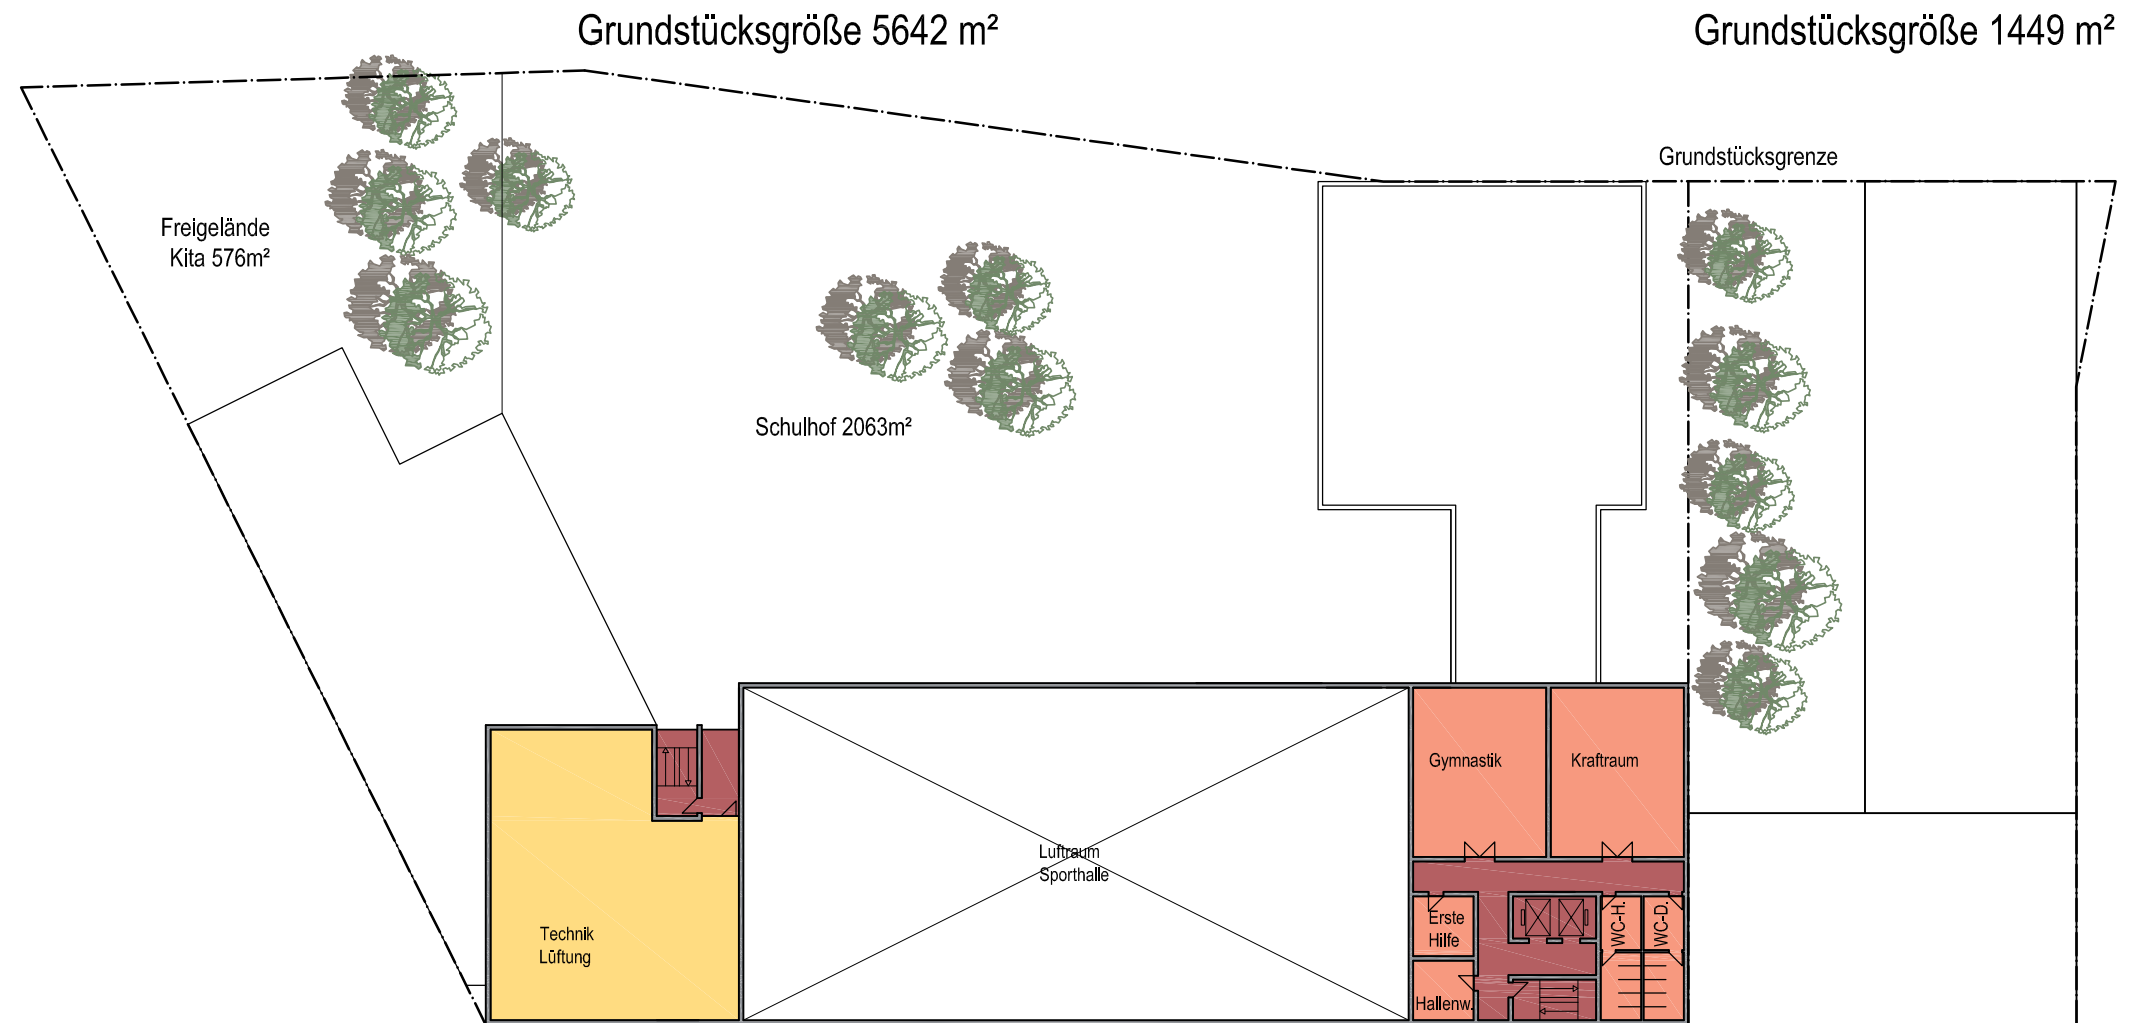 Grundstücksgröße 5642 m²
Grundstücksgröße 1449 m²
Grundstücksgrenze
Freigelände
Kita 576m²
Schulhof 2063m²
Gymnastik
Kraftraum
Luftraum
Sporthalle
Erste
Hilfe
WC-H.
WC-D.
Technik
Lüftung
Hallenw.